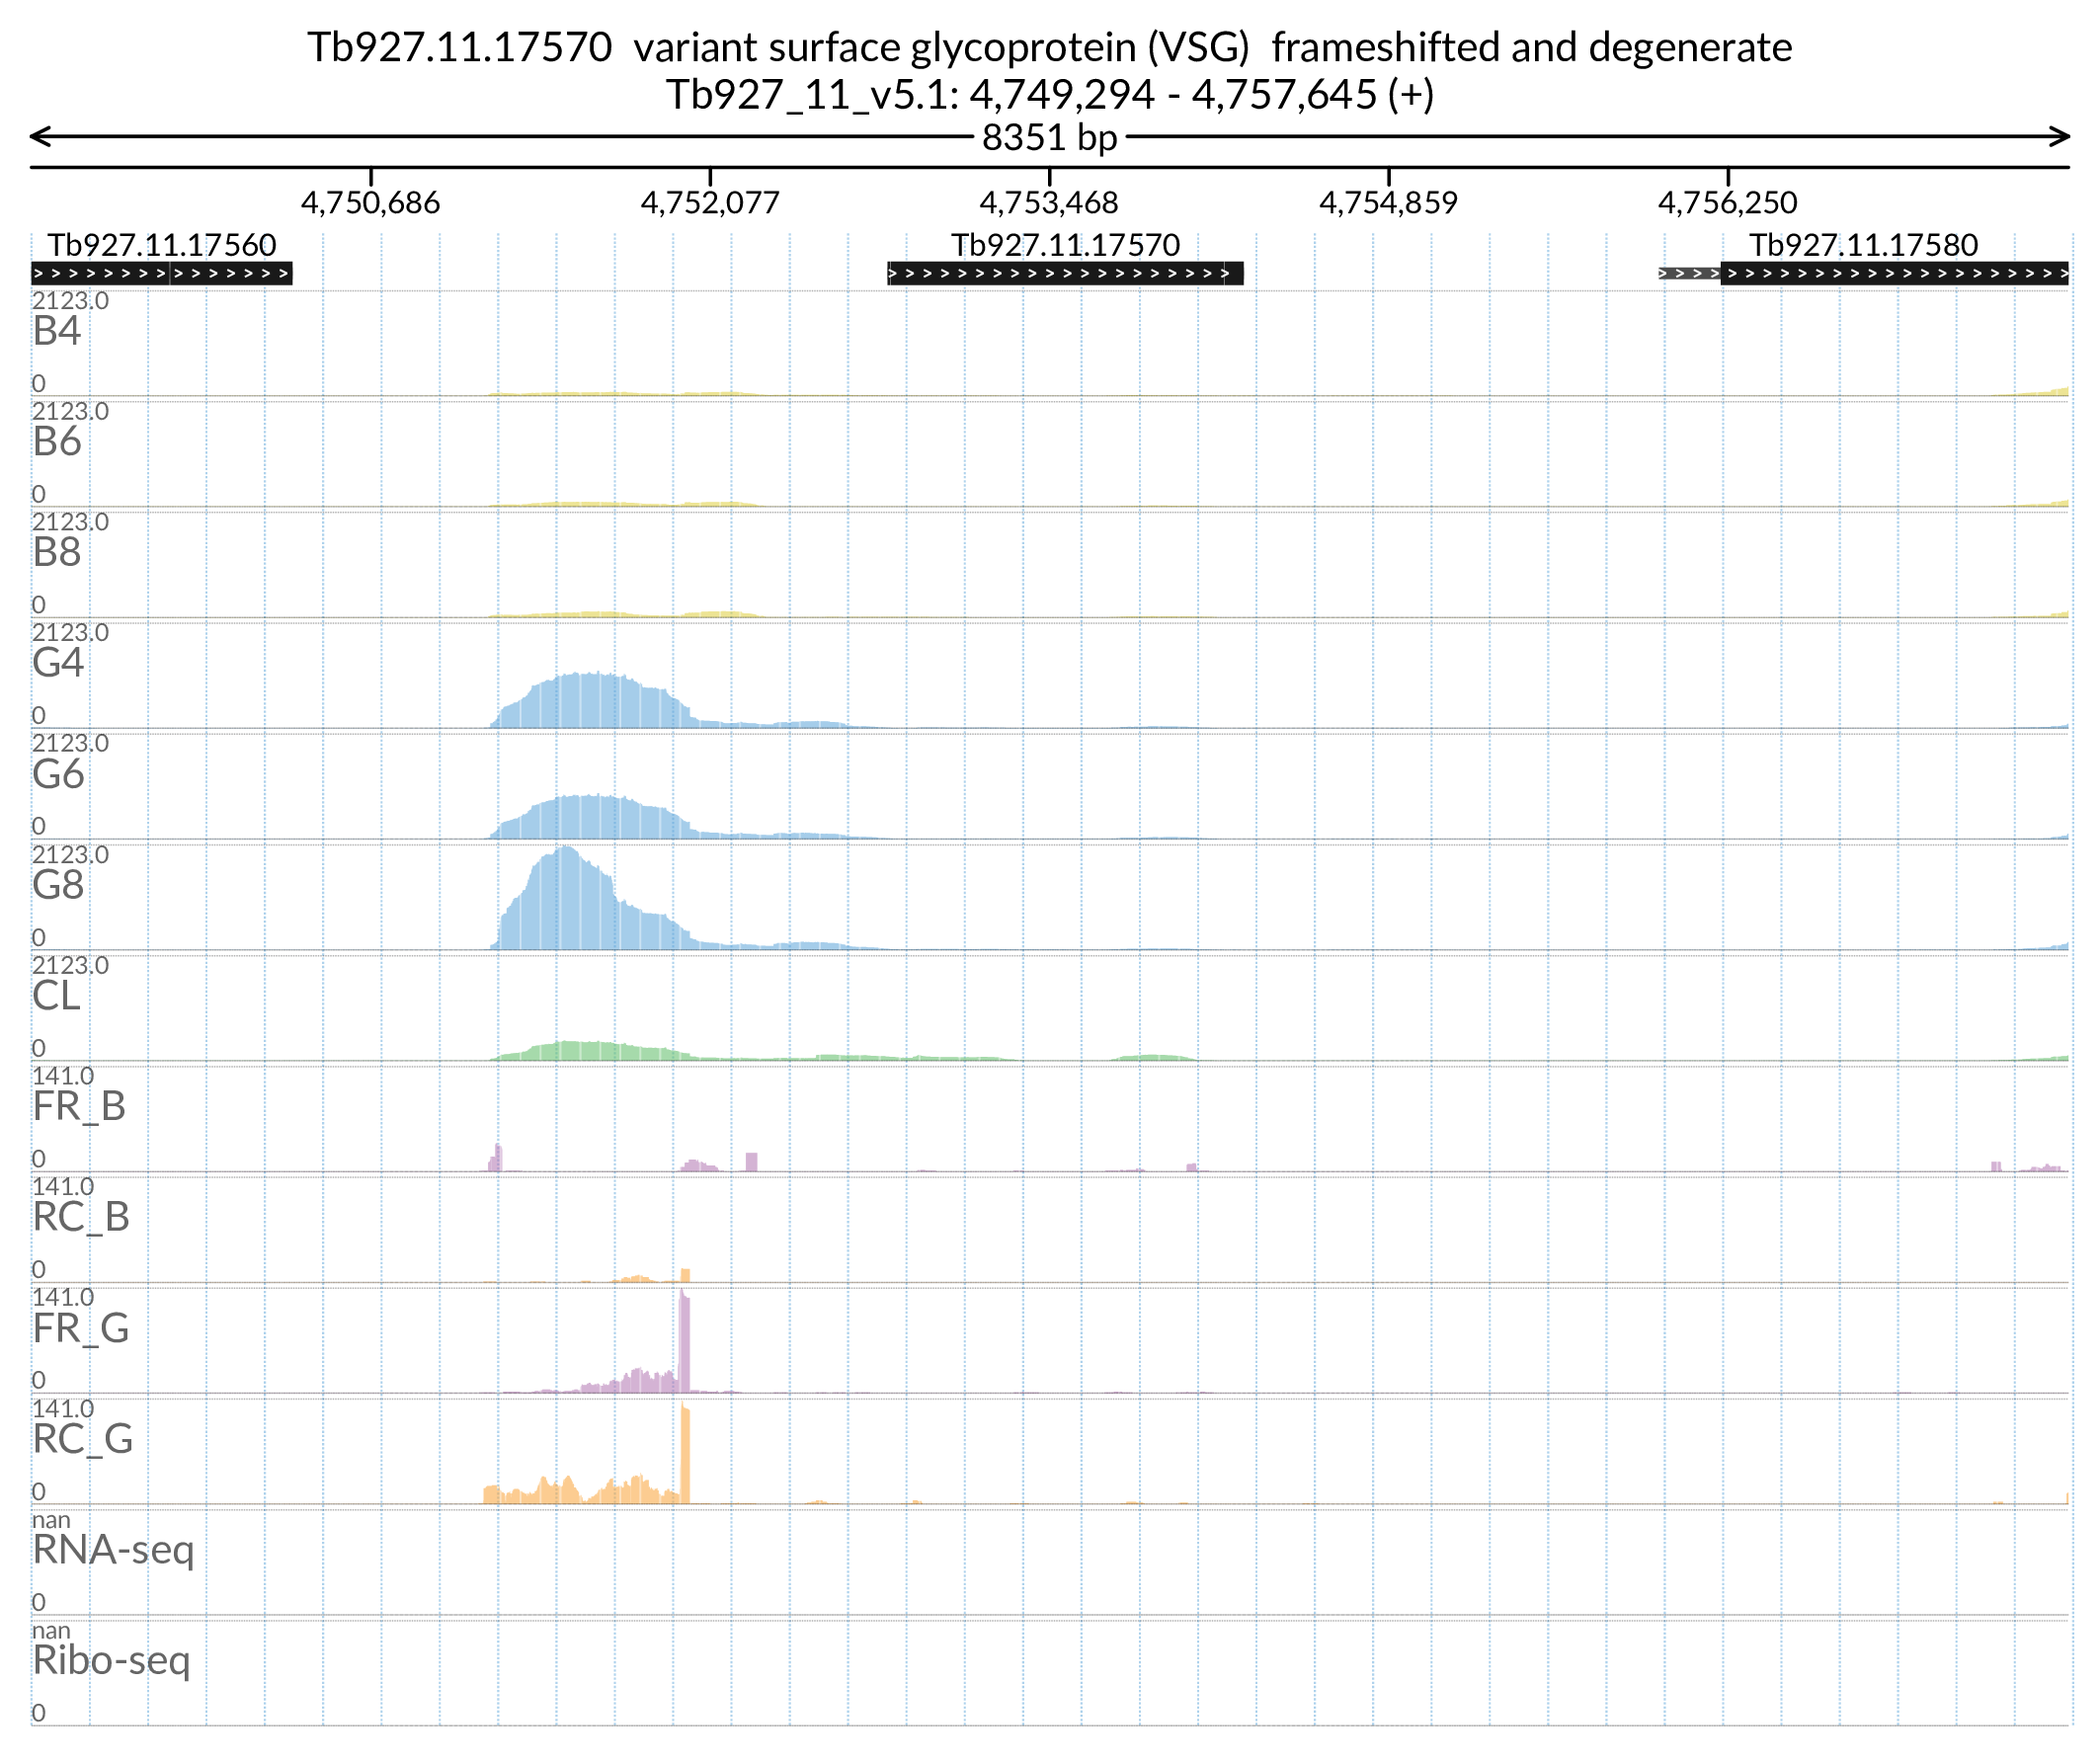 Tb927.11.17570  variant surface glycoprotein (VSG)  frameshifted and degenerate
Tb927_11_v5.1: 4,749,294 - 4,757,645 (+)
8351 bp
4,750,686 4,752,077 4,753,468 4,754,859 4,756,250
Tb927.11.17560 Tb927.11.17570 Tb927.11.17580
2123.0
B4
0
2123.0
B6
0
2123.0
B8
0
2123.0
G4
0
2123.0
G6
0
2123.0
G8
0
2123.0
CL
0
141.0
FR_B
0
141.0
RC_B
0
141.0
FR_G
0
141.0
RC_G
0
nan
RNA-seq
0
nan
Ribo-seq
0